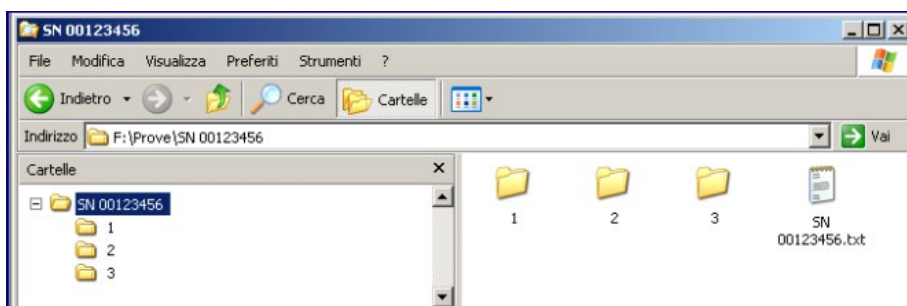 SN 00123456
File Modifica Visualizza Preferiti Strumenti ?
Indietro Cerca Cartelle
Indirizzo F:\Prove\SN 00123456 Vai
Cartelle
SN 00123456
1
2
3
1 2 3 SN
00123456.txt